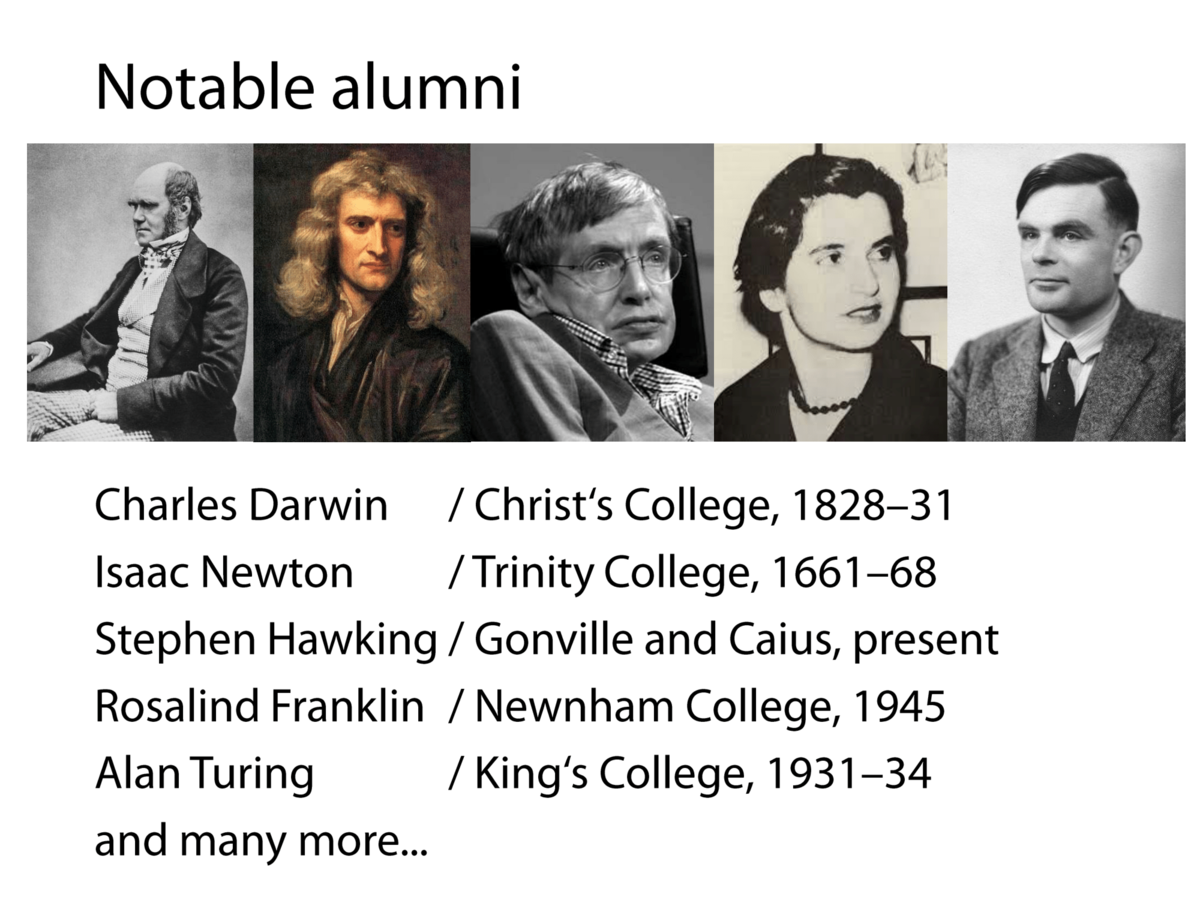 Notable alumni
Charles Darwin / Christ‘s College, 1828–31
Isaac Newton / Trinity College, 1661–68
Stephen Hawking / Gonville and Caius, present
Rosalind Franklin / Newnham College, 1945
Alan Turing / King‘s College, 1931–34
and many more...